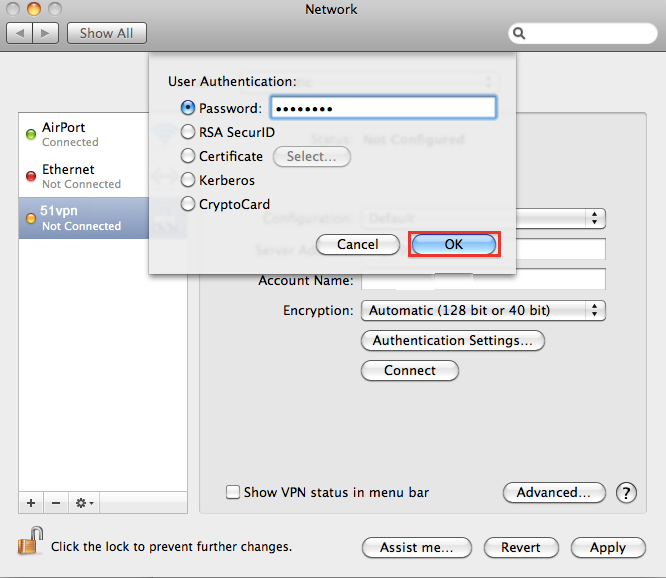 Network
Show All
User Authentication:
Password: ••••••••
RSA SecurID
Certificate Select...
Kerberos
CryptoCard
Cancel OK
AirPort
Connected
Ethernet
Not Connected
51vpn
Not Connected
Status: Not Configured
Configuration: Default
Account Name:
Encryption: Automatic (128 bit or 40 bit)
Authentication Settings...
Connect
Show VPN status in menu bar
Advanced... ?
+ −
Click the lock to prevent further changes.
Assist me... Revert Apply